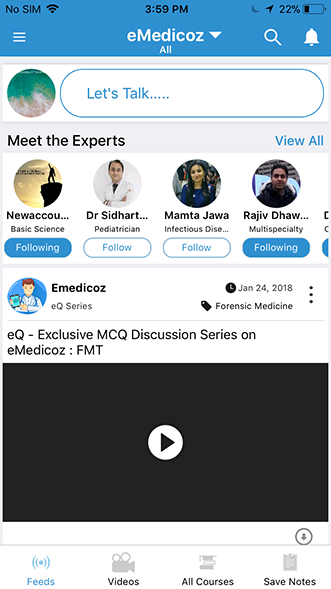 No SIM 3:59 PM 22%
eMedicoz
All
Let's Talk.....
Meet the Experts View All
Newaccou... Dr Sidhart... Mamta Jawa Rajiv Dhaw...
Basic Science Pediatrician Infectious Dise... Multispecialty
Following Follow Follow Following
Emedicoz Jan 24, 2018
eQ Series Forensic Medicine
eQ - Exclusive MCQ Discussion Series on
eMedicoz : FMT
Feeds Videos All Courses Save Notes